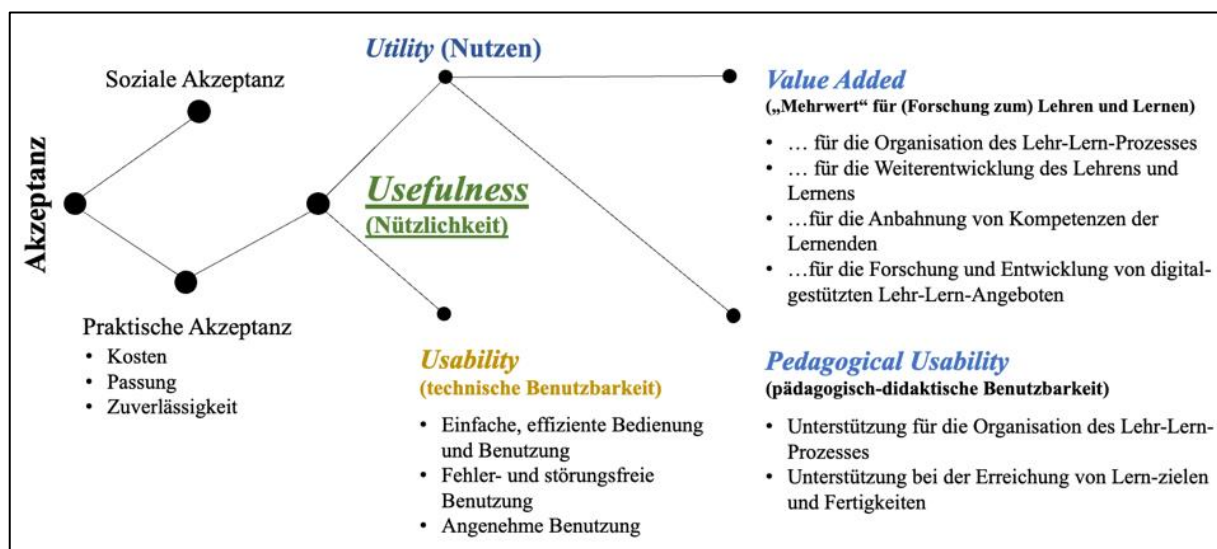 Akzeptanz
Soziale Akzeptanz
Praktische Akzeptanz
• Kosten
• Passung
• Zuverlässigkeit
Usefulness
(Nützlichkeit)
Utility (Nutzen)
Usability
(technische Benutzbarkeit)
• Einfache, effiziente Bedienung
und Benutzung
• Fehler- und störungsfreie
Benutzung
• Angenehme Benutzung
Value Added
(„Mehrwert“ für (Forschung zum) Lehren und Lernen)
• … für die Organisation des Lehr-Lern-Prozesses
• … für die Weiterentwicklung des Lehrens und
Lernens
• …für die Anbahnung von Kompetenzen der
Lernenden
• …für die Forschung und Entwicklung von digital-
gestützten Lehr-Lern-Angeboten
Pedagogical Usability
(pädagogisch-didaktische Benutzbarkeit)
• Unterstützung für die Organisation des Lehr-Lern-
Prozesses
• Unterstützung bei der Erreichung von Lern-zielen
und Fertigkeiten